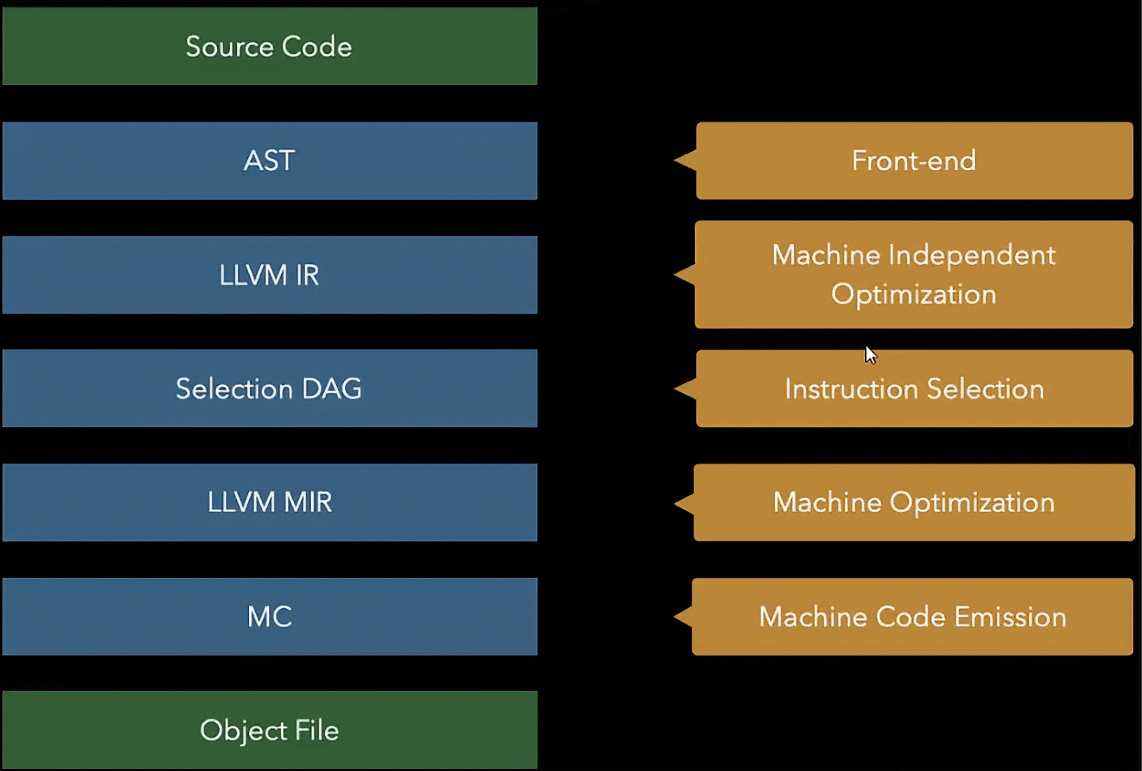 Source Code
AST
Front-end
LLVM IR
Machine Independent
Optimization
Selection DAG
Instruction Selection
LLVM MIR
Machine Optimization
MC
Machine Code Emission
Object File